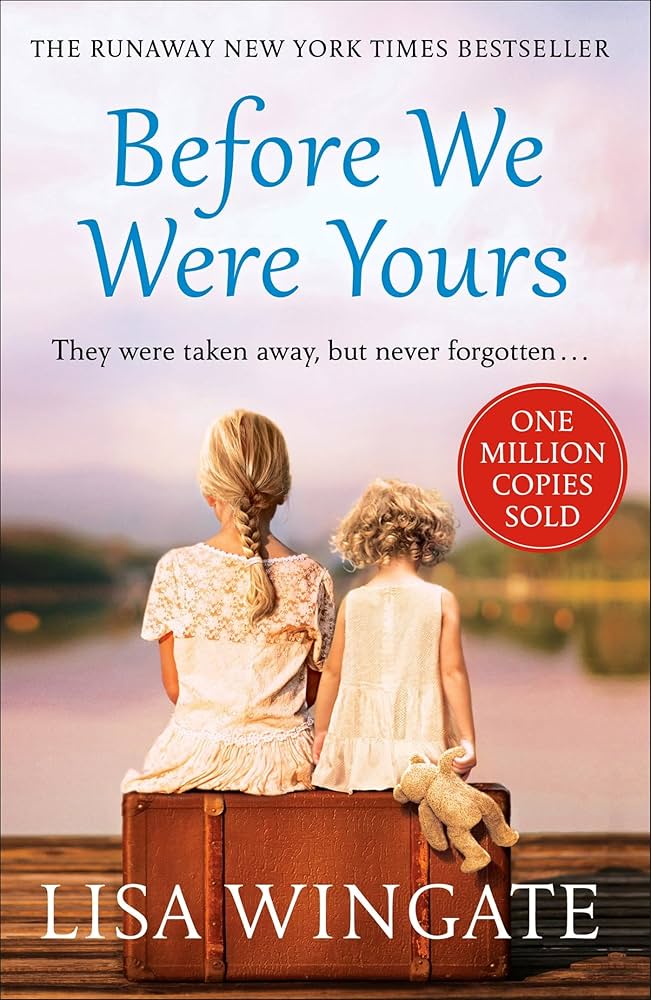 THE RUNAWAY NEW YORK TIMES BESTSELLER
Before We
Were Yours
They were taken away, but never forgotten...
ONE
MILLION
COPIES
SOLD
LISA WINGATE